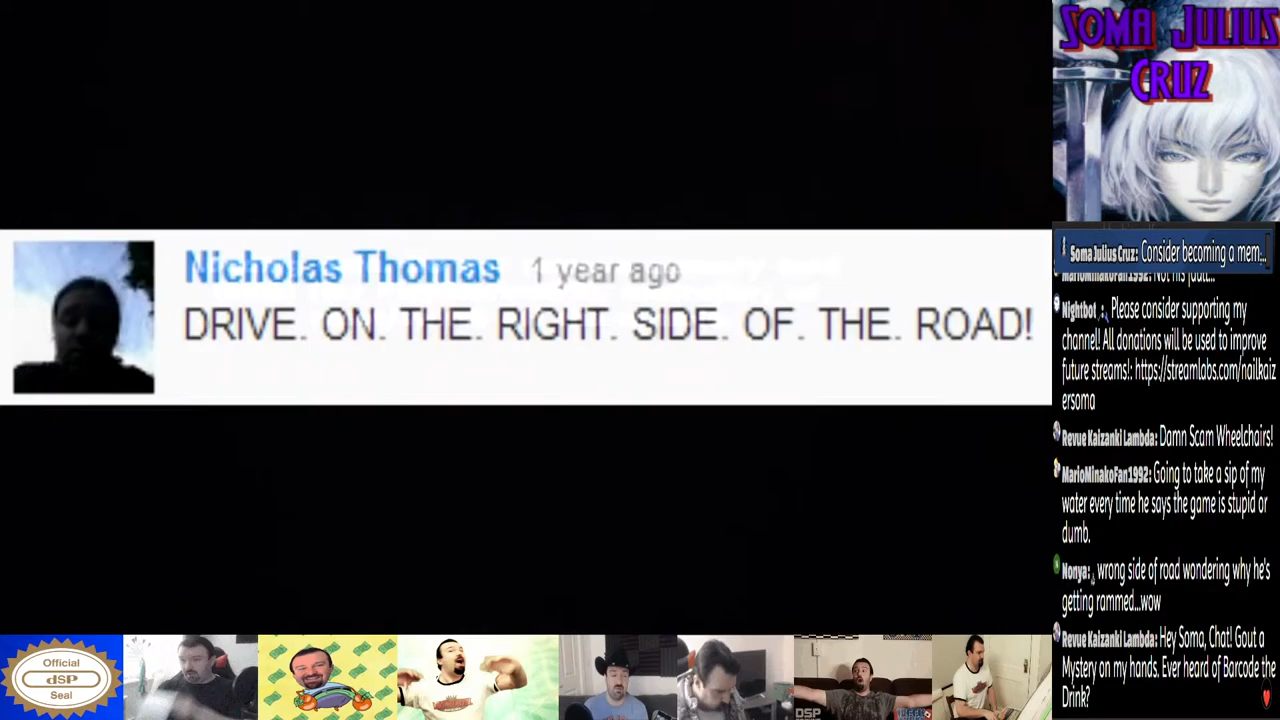 SOMA JULIUS
CRUZ
Nicholas Thomas 1 year ago
DRIVE. ON. THE. RIGHT. SIDE. OF. THE. ROAD!
Soma Julius Cruz: Consider becoming a mem...
MarioMinakoFan1992: Not his fault...
Nightbot: Please consider supporting my
channel! All donations will be used to improve
future streams!: https://streamlabs.com/nailkaiz
ersoma
Revue Kaizanki Lambda: Damn Scam Wheelchairs!
MarioMinakoFan1992: Going to take a sip of my
water every time he says the game is stupid or
dumb.
Nonya: wrong side of road wondering why he's
getting rammed...wow
Revue Kaizanki Lambda: Hey Soma, Chat! Gout a
Mystery on my hands. Ever heard of Barcode the
Drink?
Official
dSP
Seal
DSP